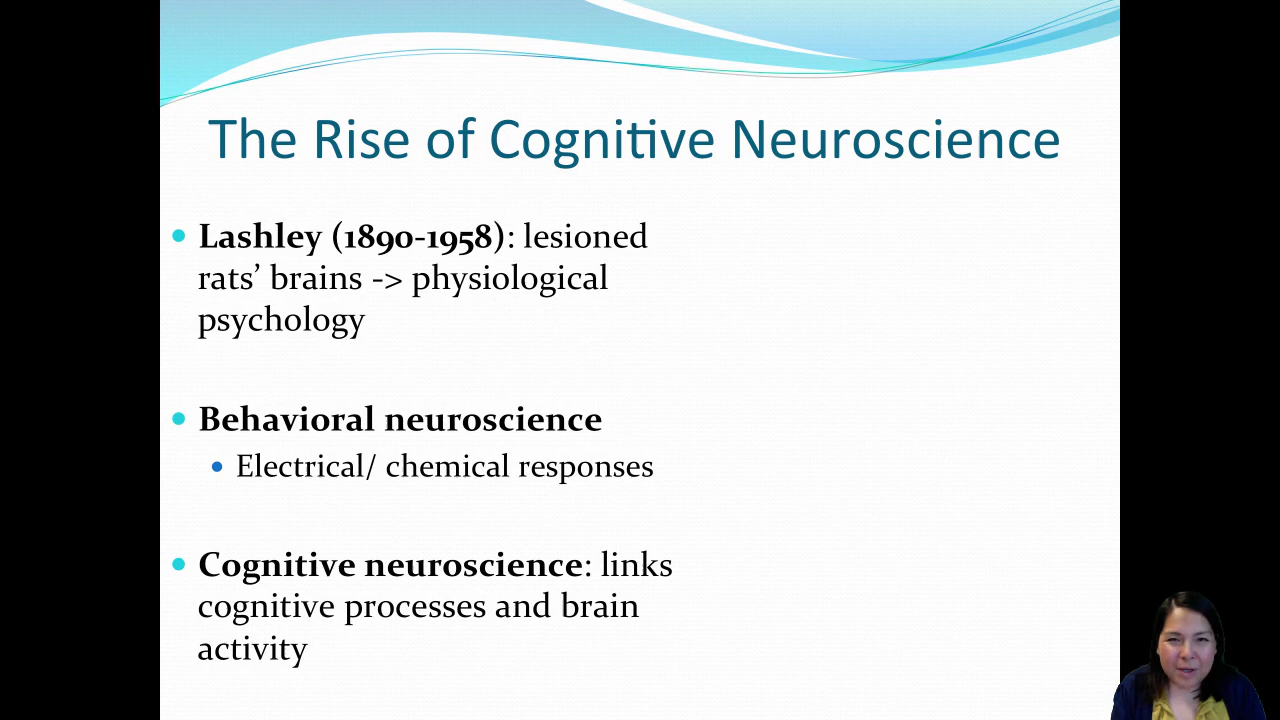 The Rise of Cognitive Neuroscience
Lashley (1890-1958): lesioned
rats’ brains -> physiological
psychology
Behavioral neuroscience
Electrical/ chemical responses
Cognitive neuroscience: links
cognitive processes and brain
activity